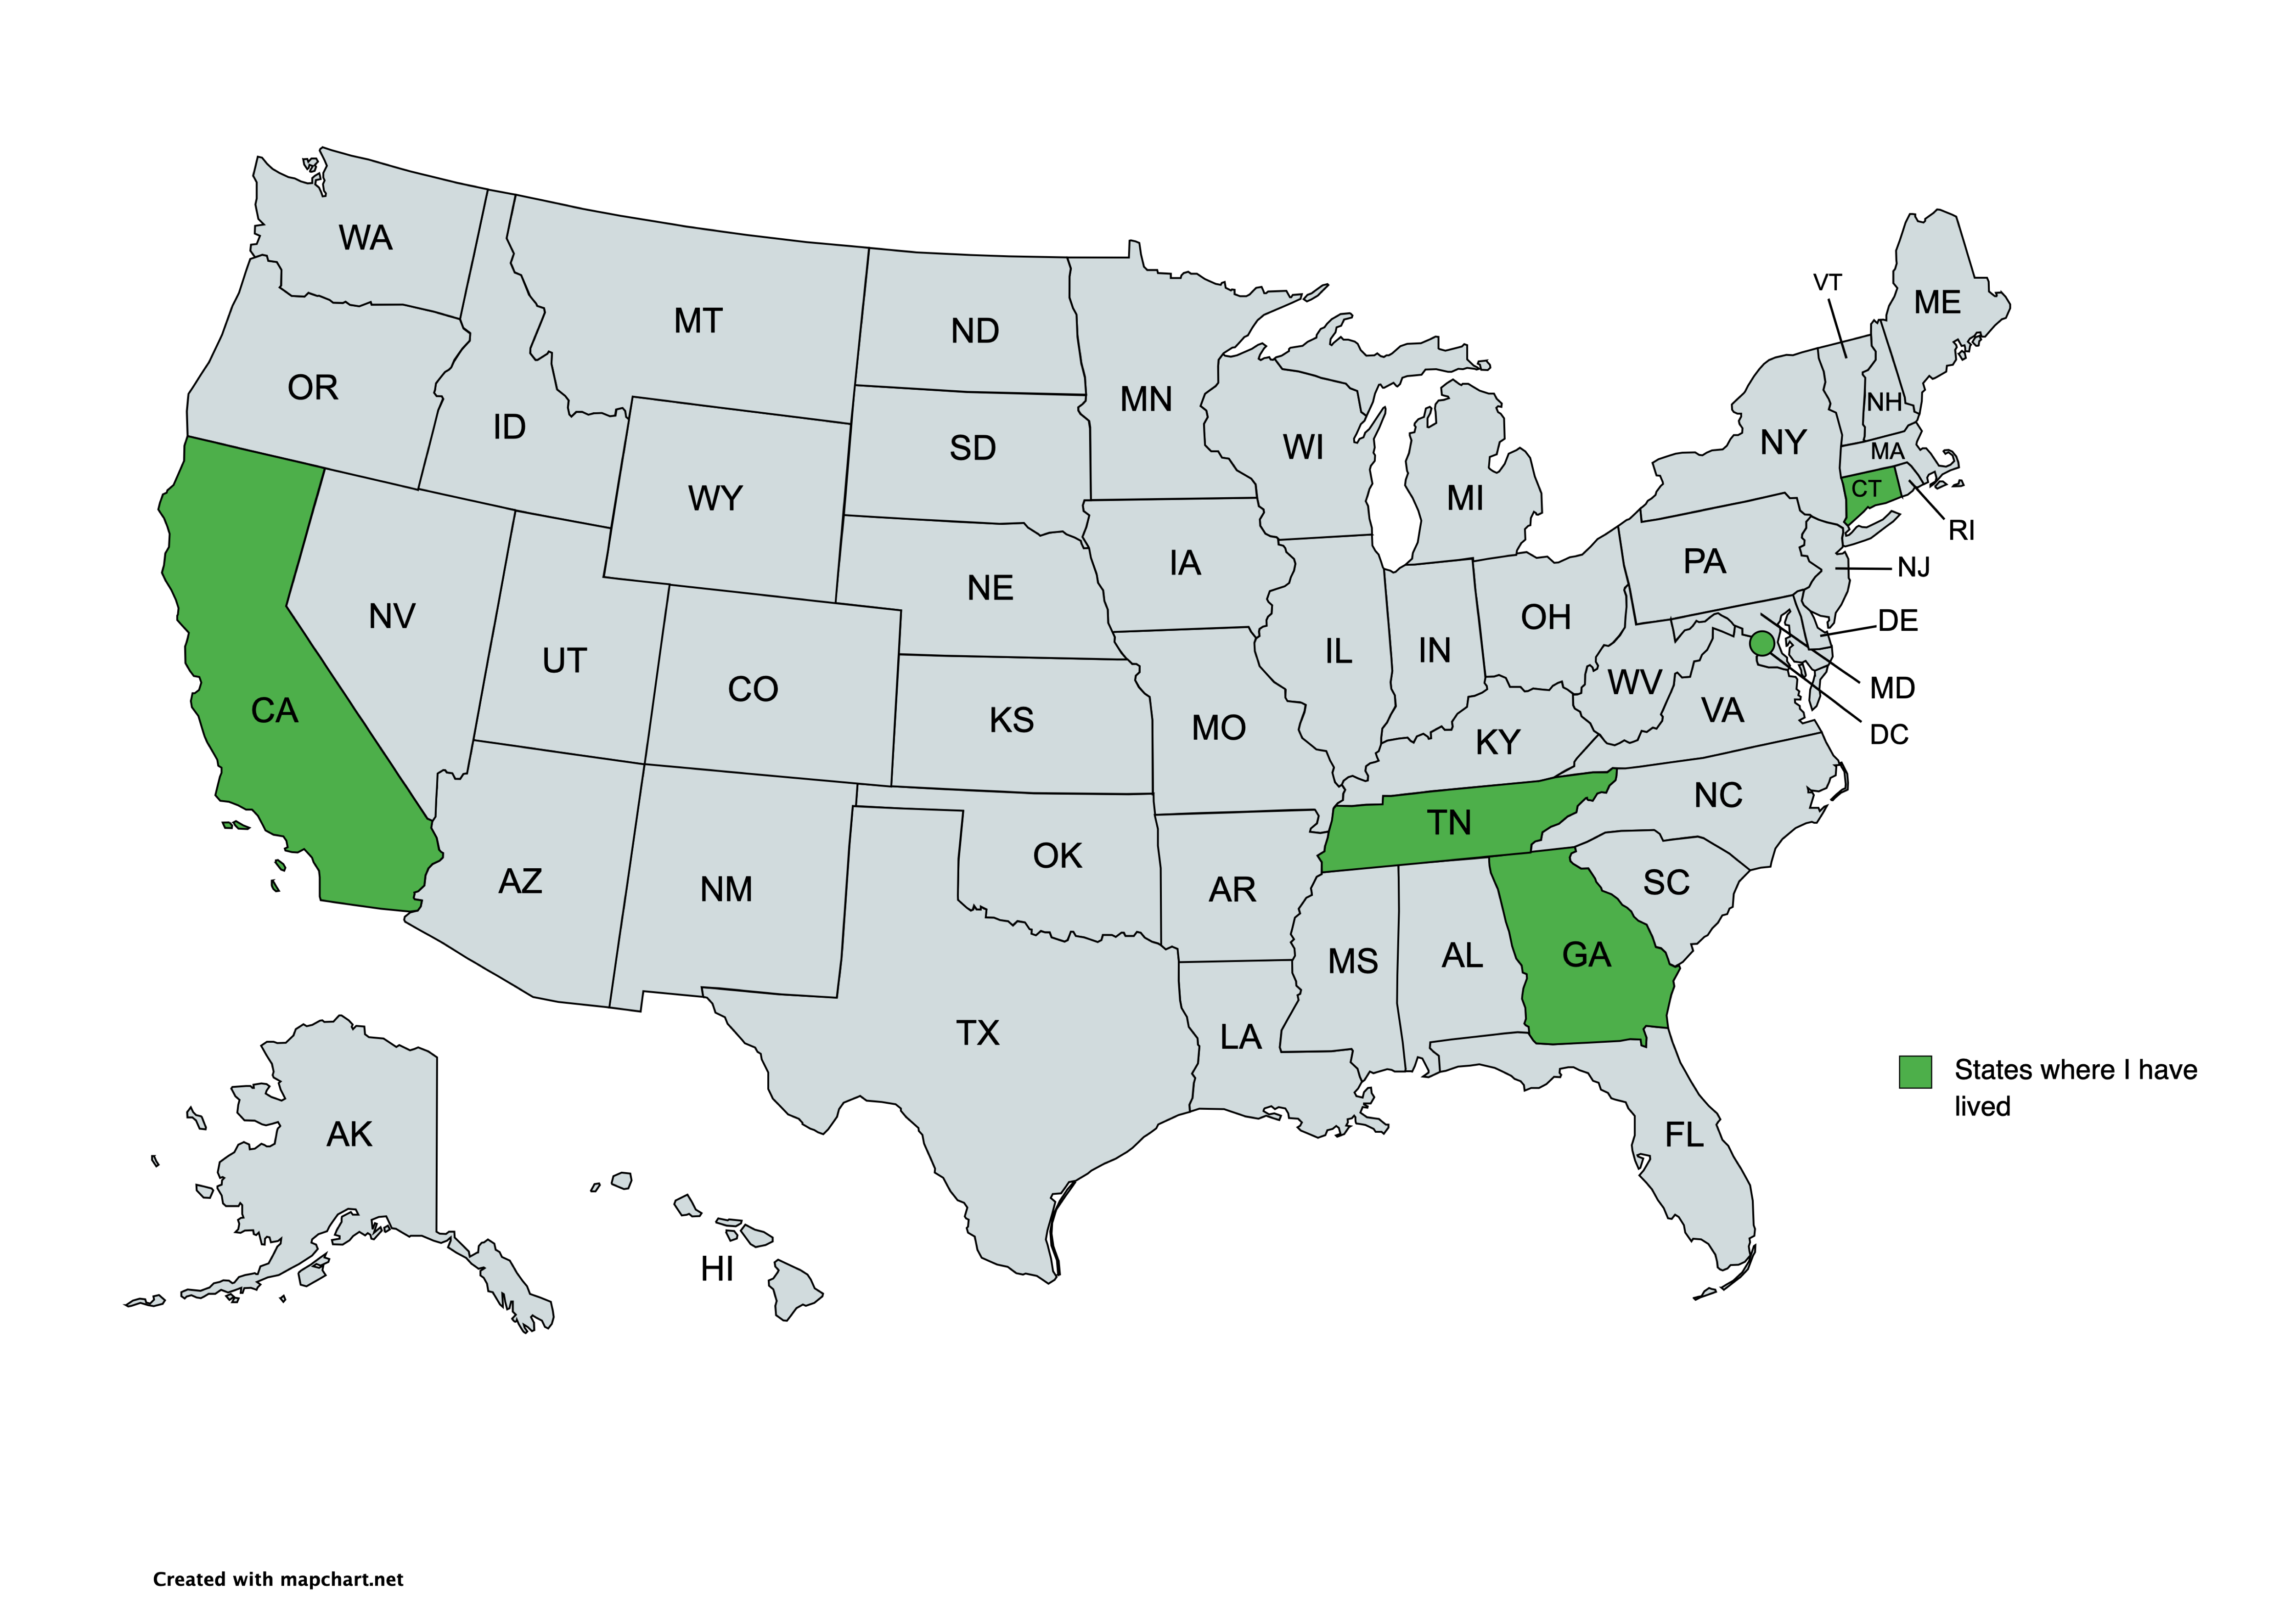 WA
MT
ND
MN
VT
ME
OR
ID
SD
WI
MI
NY
NH
MA
CT
RI
WY
NV
UT
CO
NE
IA
IL
IN
OH
PA
NJ
DE
MD
DC
CA
KS
MO
KY
WV
VA
AZ
NM
OK
AR
TN
NC
SC
TX
LA
MS
AL
GA
FL
AK
HI
States where I have
lived
Created with mapchart.net